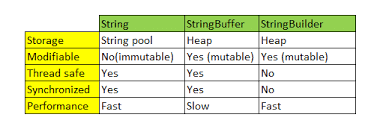 String StringBuffer StringBuilder
Storage String pool Heap Heap
Modifiable No(immutable) Yes (mutable) Yes (mutable)
Thread safe Yes Yes No
Synchronized Yes Yes No
Performance Fast Slow Fast